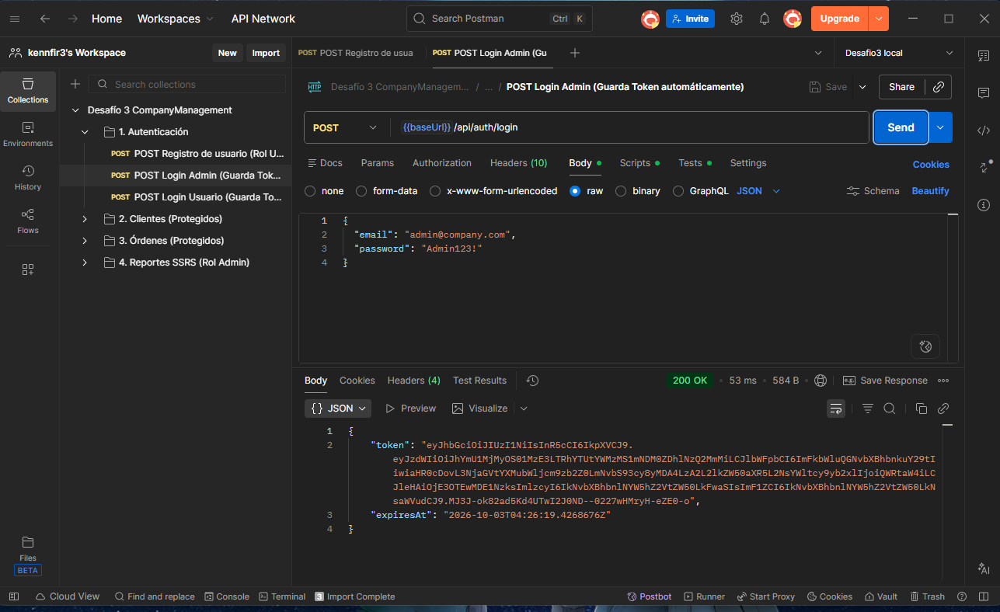 Home Workspaces API Network Search Postman Ctrl K Invite Upgrade
kennfir3's Workspace New Import POST POST Registro de usua POST POST Login Admin (Gu Desafio3 local
Collections
Environments
History
Flows
Files
BETA
Search collections
Desafío 3 CompanyManagement
1. Autenticación
POST POST Registro de usuario (Rol U...
POST POST Login Admin (Guarda Tok...
POST POST Login Usuario (Guarda To...
2. Clientes (Protegidos)
3. Órdenes (Protegidos)
4. Reportes SSRS (Rol Admin)
HTTP Desafío 3 CompanyManagem... / ... / POST Login Admin (Guarda Token automáticamente) Save Share
POST {{baseUrl}} /api/auth/login Send
Docs Params Authorization Headers (10) Body Scripts Tests Settings Cookies
none form-data x-www-form-urlencoded raw binary GraphQL JSON Schema Beautify
1 {
2 "email": "admin@company.com",
3 "password": "Admin123!"
4 }
Body Cookies Headers (4) Test Results 200 OK • 53 ms • 584 B • e.g. Save Response
{} JSON Preview Visualize
1 {
2 "token": "eyJhbGciOiJIUzI1NiIsInR5cCI6IkpXVCJ9.
eyJzdWIiOiJhYmU1MjMyOS01MzE3LTRhYTUtYWMzMS1mNDM0ZDhlNzQ2MmMiLCJlbWFpbCI6ImFkbWluQGNvbXBhbnkuY29tI
iwiaHR0cDovL3NjaGVtYXMubWljcm9zb2Z0LmNvbS93cy8yMDA4LzA2L2lkZW50aXR5L2NsYWltcy9yb2xlIjoiQWRtaW4iLC
JleHAiOjE3OTEwMDE1NzksImlzcyI6IkNvbXBhbnlNYW5hZ2VtZW50LkFwaSIsImF1ZCI6IkNvbXBhbnlNYW5hZ2VtZW50LkN
saWVudCJ9.MJ3J-ok82ad5Kd4UTwI2J0ND--0227wHMryH-eZE0-o",
3 "expiresAt": "2026-10-03T04:26:19.4268676Z"
4 }
Cloud View Find and replace Console Terminal 3 Import Complete Postbot Runner Start Proxy Cookies Vault Trash
AI